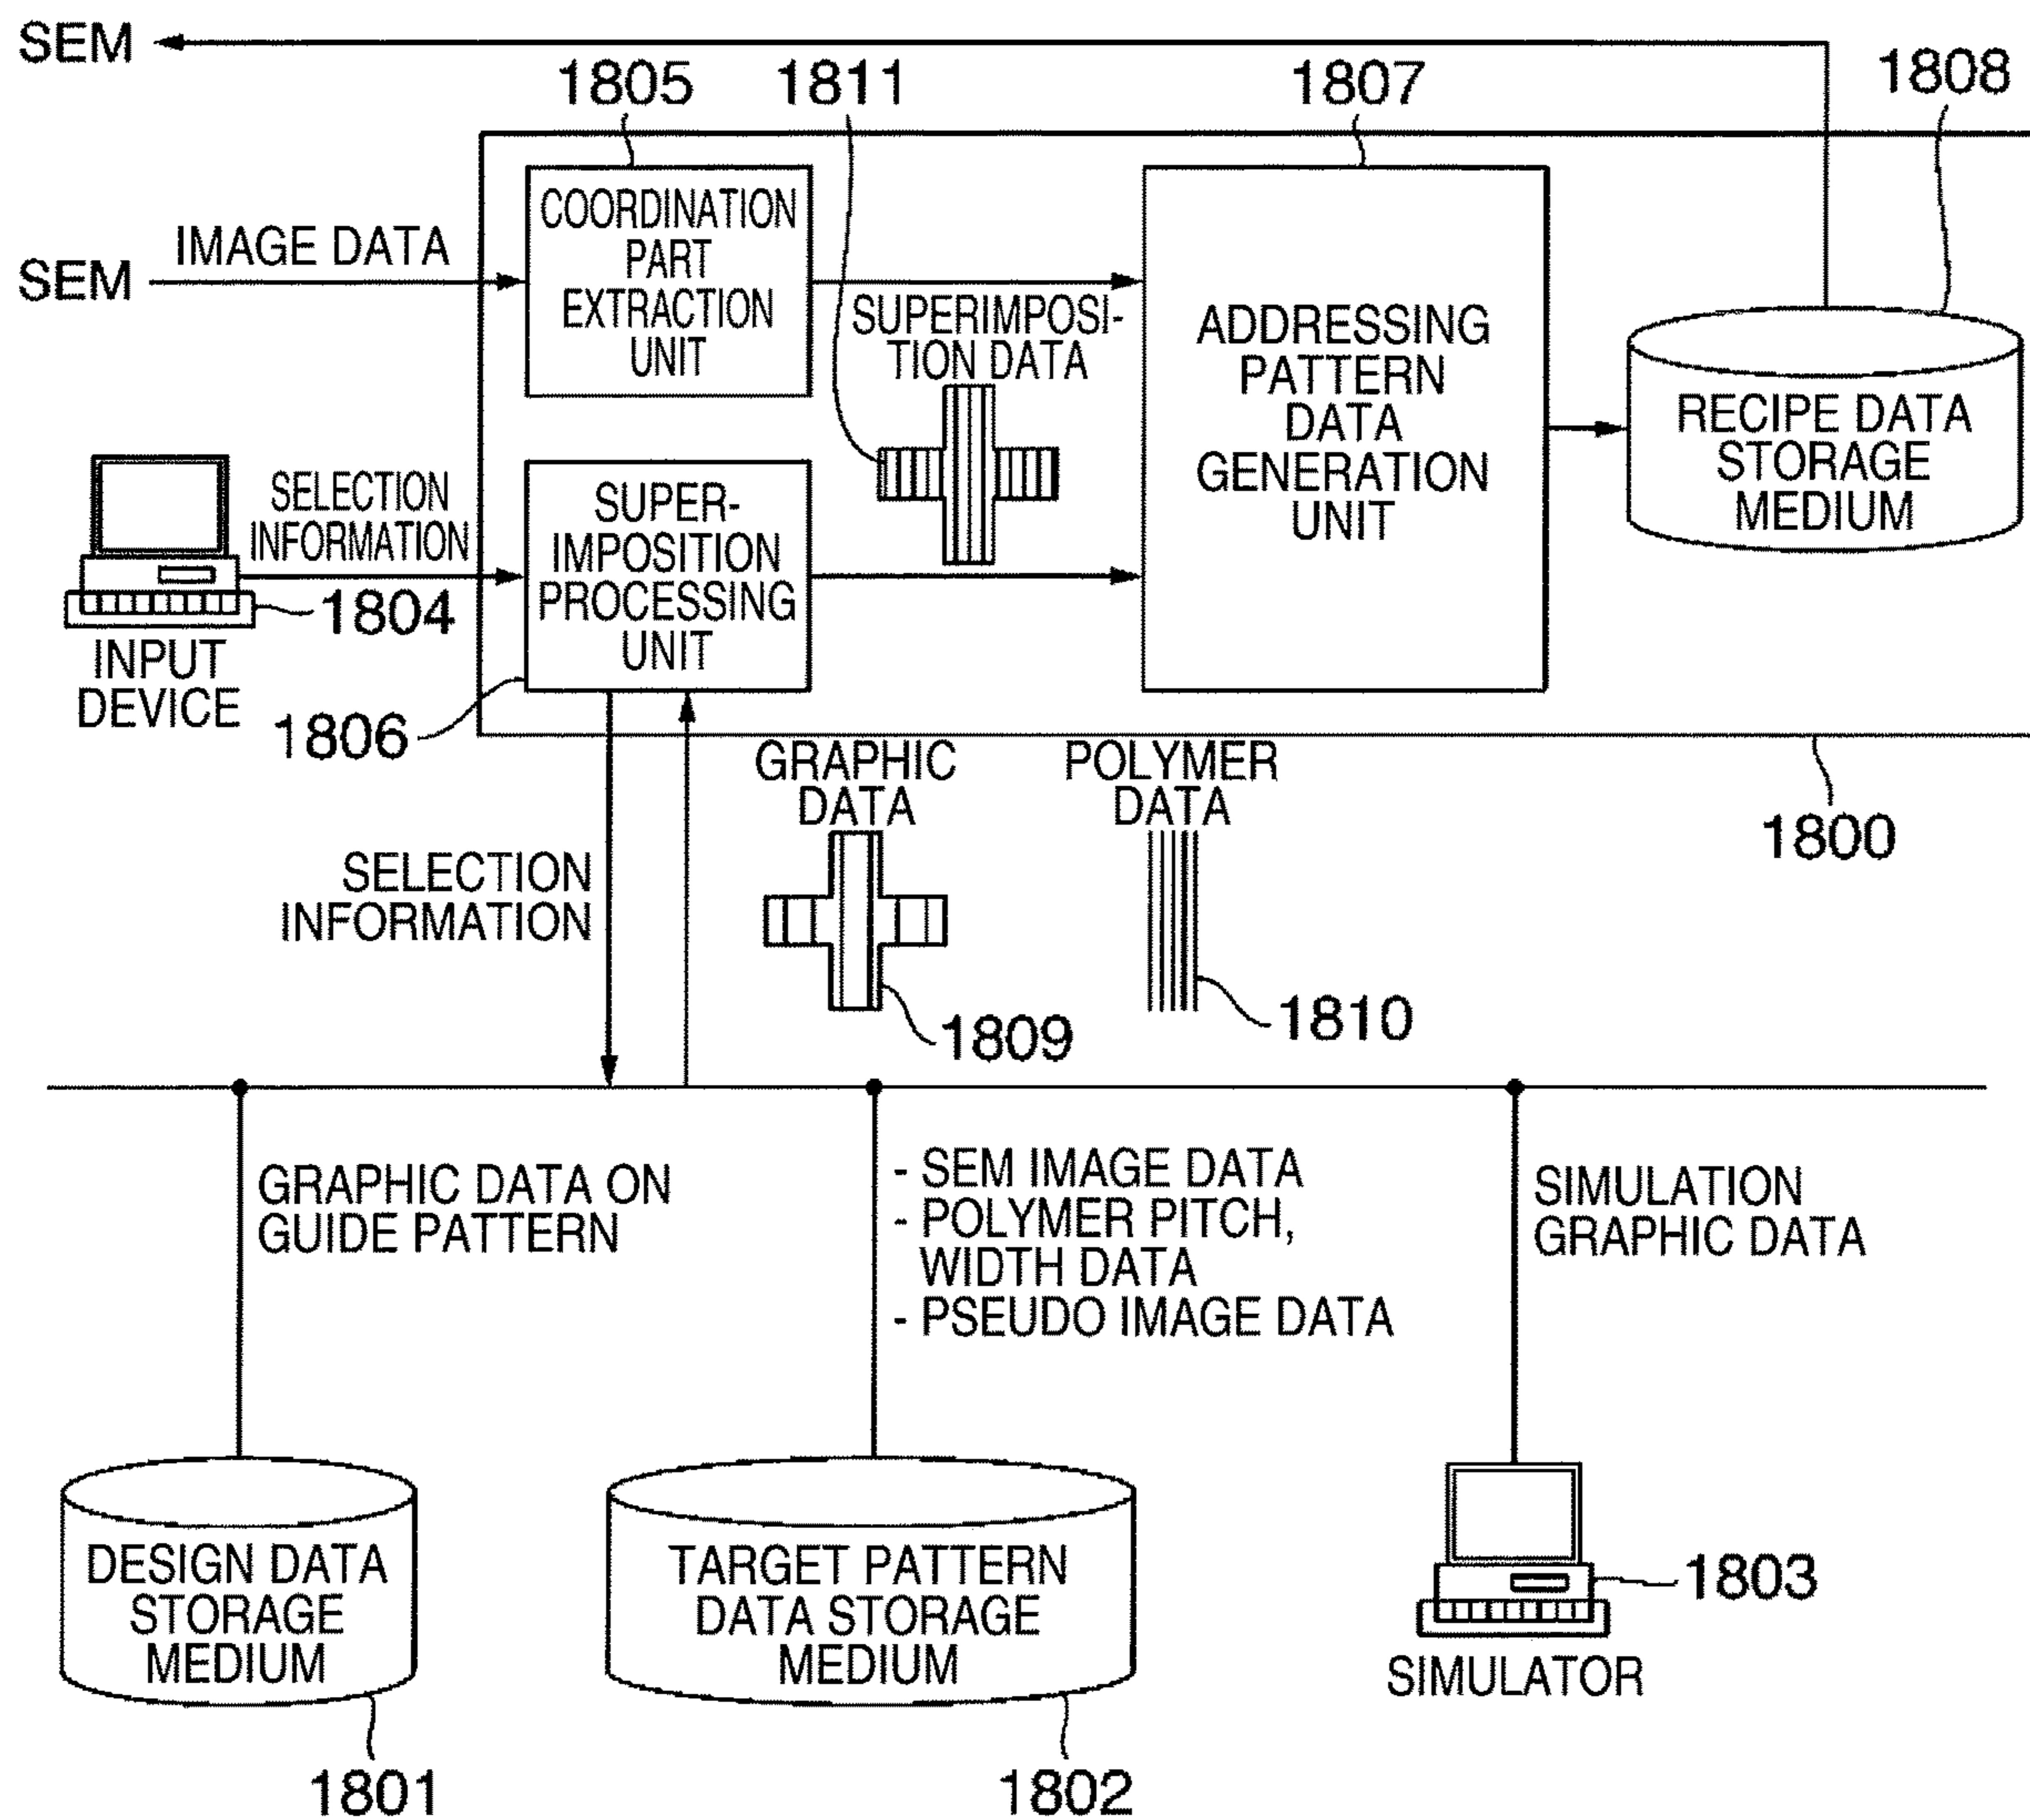 SEM
1805
1811
1807
1808
COORDINATION
PART
EXTRACTION
UNIT
IMAGE DATA
SEM
SUPERIMPOSI-
TION DATA
ADDRESSING
PATTERN
DATA
GENERATION
UNIT
RECIPE DATA
STORAGE
MEDIUM
SELECTION
INFORMATION
SUPER-
IMPOSITION
PROCESSING
UNIT
1804
INPUT
DEVICE
1806
GRAPHIC
DATA
POLYMER
DATA
1800
SELECTION
INFORMATION
1809
1810
GRAPHIC DATA ON
GUIDE PATTERN
- SEM IMAGE DATA
- POLYMER PITCH,
WIDTH DATA
- PSEUDO IMAGE DATA
SIMULATION
GRAPHIC DATA
DESIGN DATA
STORAGE
MEDIUM
TARGET PATTERN
DATA STORAGE
MEDIUM
1803
SIMULATOR
1801
1802